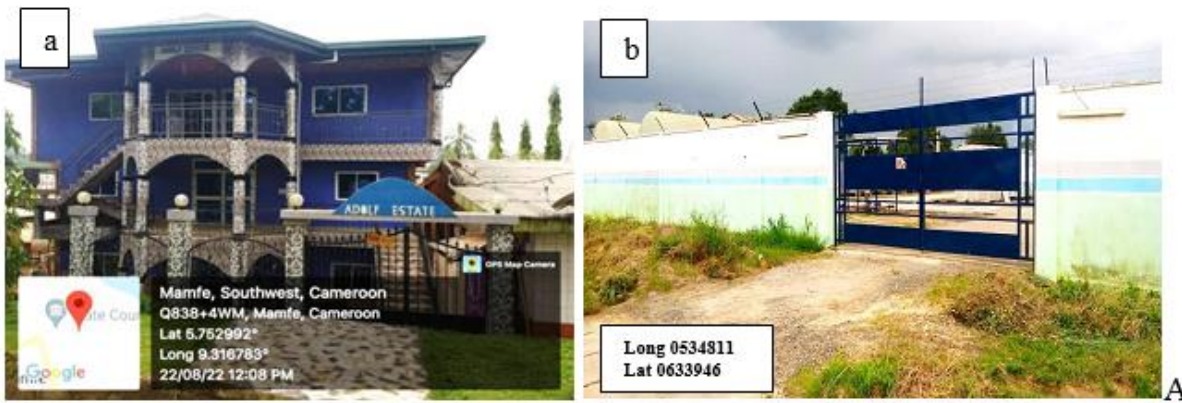 a
ADOLF ESTATE
GPS Map Camera
Mamfe, Southwest, Cameroon
Q838+4WM, Mamfe, Cameroon
Lat 5.752992°
Long 9.316783°
22/08/22 12:08 PM
Google
b
Long 0534811
Lat 0633946
A